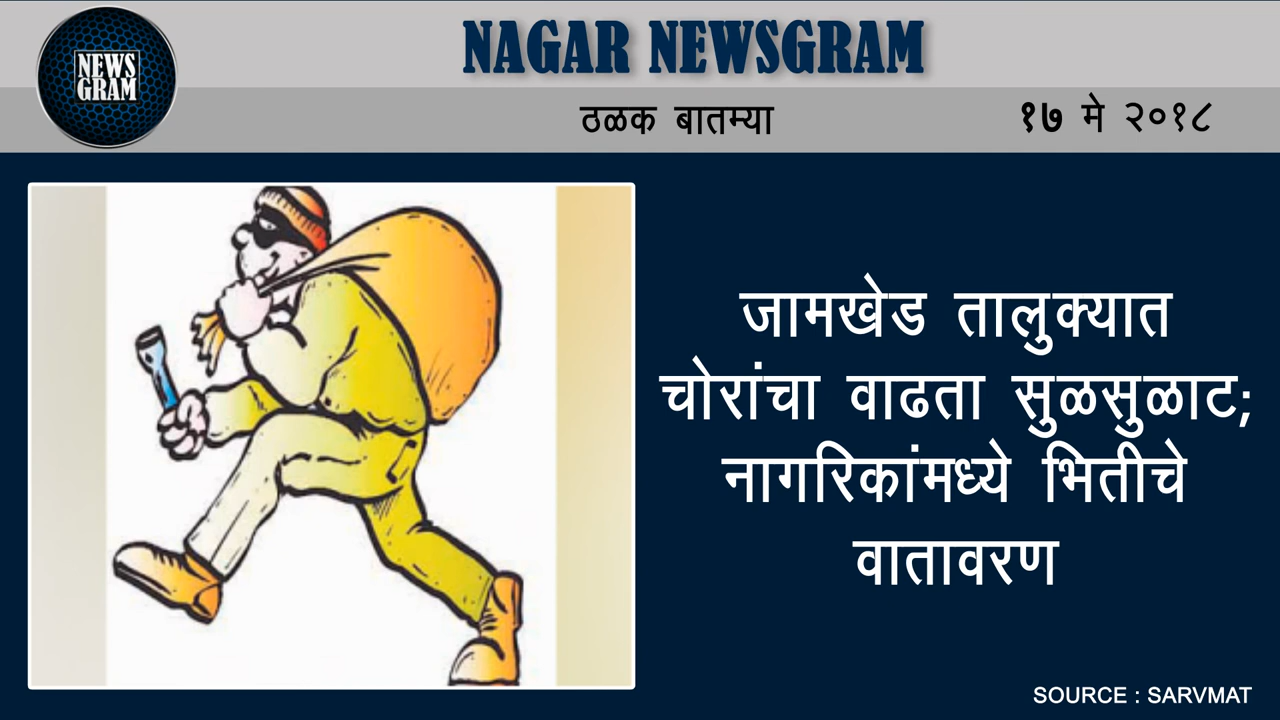 NEWS
GRAM
NAGAR NEWSGRAM
ठळक बातम्या
१७ मे २०१८
जामखेड तालुक्यात
चोरांचा वाढता सुळसुळाट;
नागरिकांमध्ये भितीचे
वातावरण
SOURCE : SARVMAT